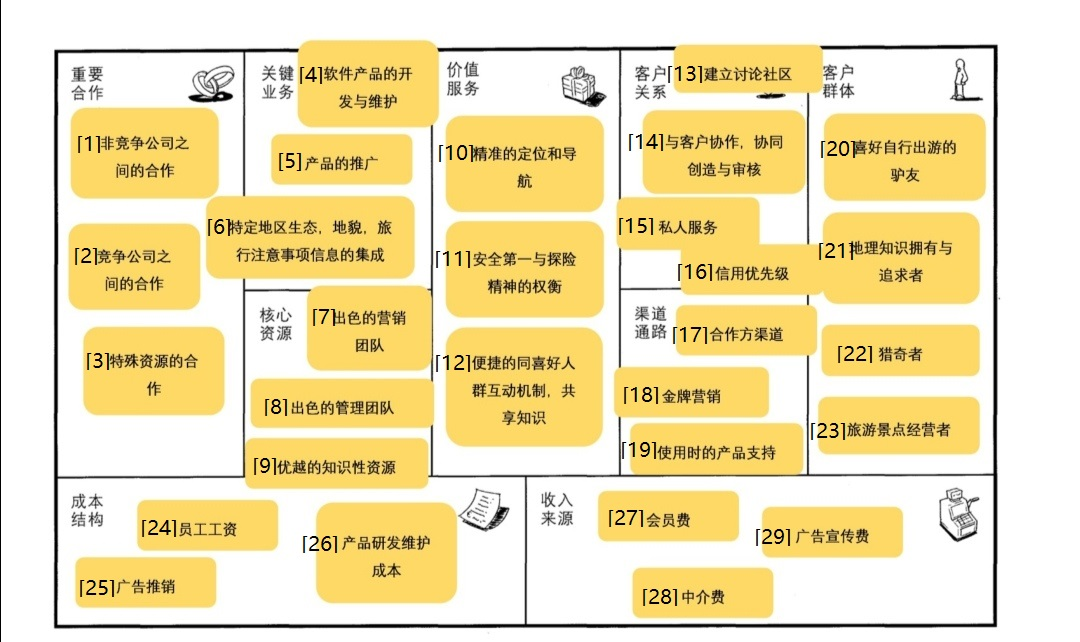 重要
合作
⌈1⌉非竞争公司之
间的合作
⌈2⌉竞争公司之
间的合作
⌈3⌉特殊资源的合
作
关键
业务
⌈4⌉软件产品的开
发与维护
⌈5⌉产品的推广
⌈6⌉特定地区生态，地貌，旅
行注意事项信息的集成
核心
资源
⌈7⌉出色的营销
团队
⌈8⌉出色的管理团队
⌈9⌉优越的知识性资源
价值
服务
⌈10⌉精准的定位和导
航
⌈11⌉安全第一与探险
精神的权衡
⌈12⌉便捷的同喜好人
群互动机制，共
享知识
客户
关系
⌈13⌉建立讨论社区
⌈14⌉与客户协作，协同
创造与审核
⌈15⌉私人服务
⌈16⌉信用优先级
渠道
通路
⌈17⌉合作方渠道
⌈18⌉金牌营销
⌈19⌉使用时的产品支持
客户
群体
⌈20⌉喜好自行出游的
驴友
⌈21⌉地理知识拥有与
追求者
⌈22⌉猎奇者
⌈23⌉旅游景点经营者
成本
结构
⌈24⌉员工工资
⌈25⌉广告推销
⌈26⌉产品研发维护
成本
收入
来源
⌈27⌉会员费
⌈28⌉中介费
⌈29⌉广告宣传费